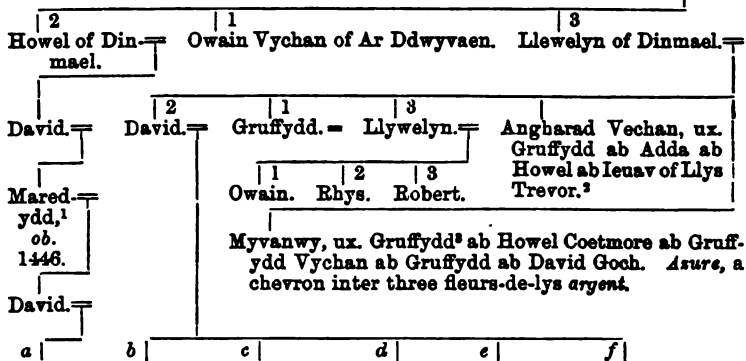 2 1 3
Howel of Din-= Owain Vychan of Ar Ddwyvaen. Llewelyn of Dinmael.=
mael.
2 1 3
David.= David.= Gruffydd.= Llywelyn.= Angharad Vechan, ux.
Gruffydd ab Adda ab
Howel ab Ieuav of Llys
Trevor.²
1 2 3
Mared-= Owain. Rhys. Robert.
ydd,¹
ob.
1446.
Myvanwy, ux. Gruffydd³ ab Howel Coetmore ab Gruff-
ydd Vychan ab Gruffydd ab David Goch. Azure, a
chevron inter three fleurs-de-lys argent.
David.=
a b c d e f